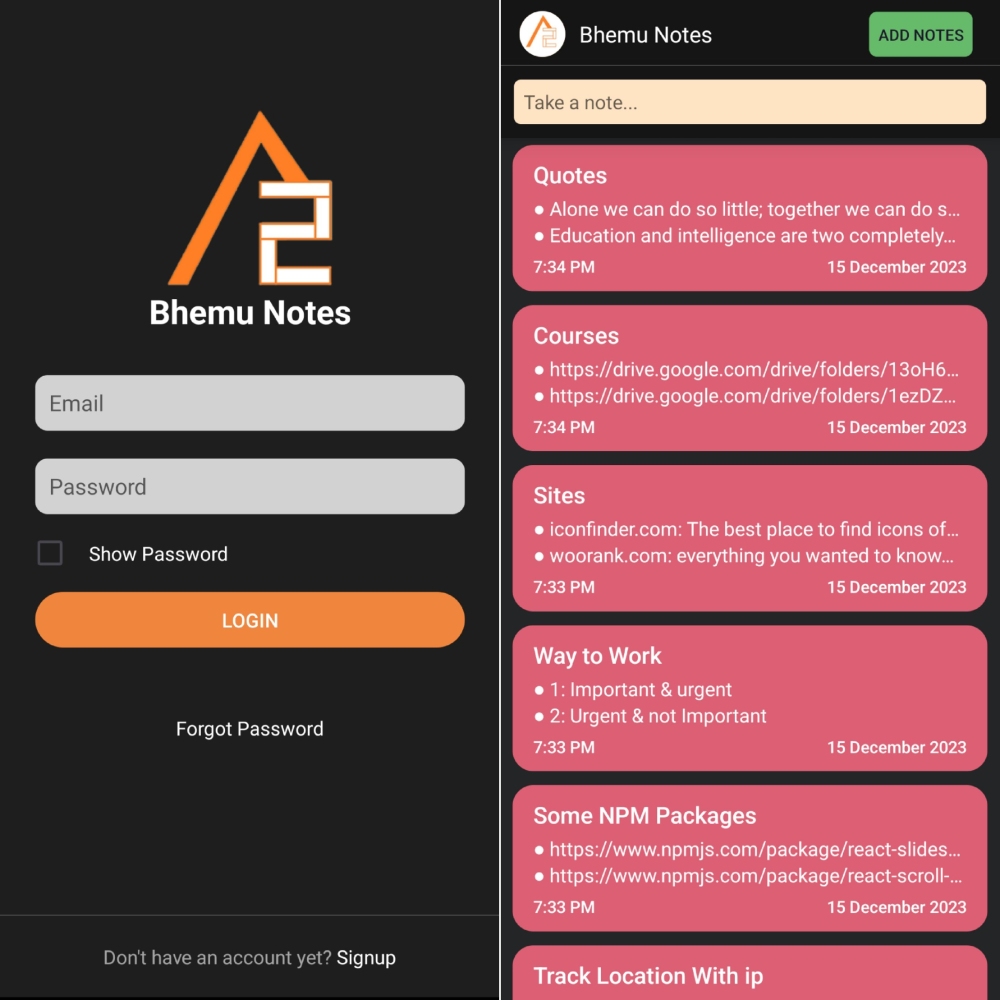 Bhemu Notes
Email
Password
Show Password
LOGIN
Forgot Password
Don't have an account yet? Signup
Bhemu Notes
ADD NOTES
Take a note...
Quotes
● Alone we can do so little; together we can do s...
● Education and intelligence are two completely...
7:34 PM 15 December 2023
Courses
● https://drive.google.com/drive/folders/13oH6...
● https://drive.google.com/drive/folders/1ezDZ...
7:34 PM 15 December 2023
Sites
● iconfinder.com: The best place to find icons of...
● woorank.com: everything you wanted to know...
7:33 PM 15 December 2023
Way to Work
● 1: Important & urgent
● 2: Urgent & not Important
7:33 PM 15 December 2023
Some NPM Packages
● https://www.npmjs.com/package/react-slides...
● https://www.npmjs.com/package/react-scroll-...
7:33 PM 15 December 2023
Track Location With ip